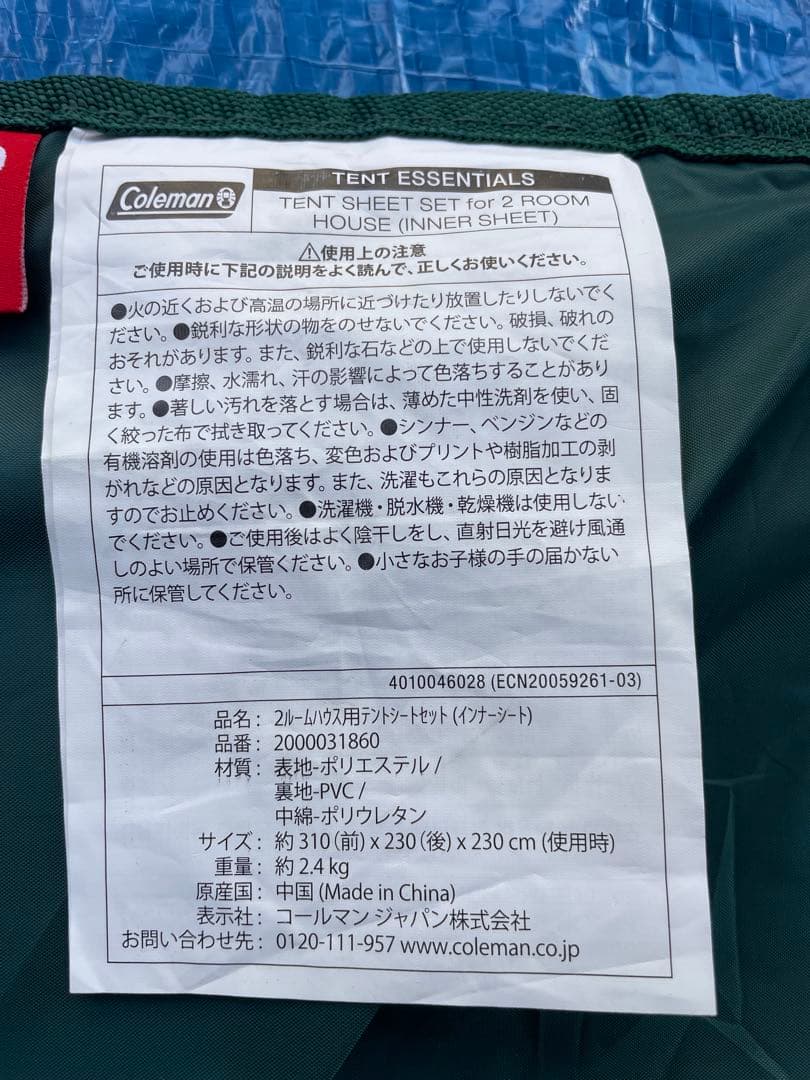 Coleman
TENT ESSENTIALS
TENT SHEET SET for 2 ROOM
HOUSE (INNER SHEET)
⚠使用上の注意
ご使用時に下記の説明をよく読んで、正しくお使いください。
●火の近くおよび高温の場所に近づけたり放置したりしないでく
ださい。●鋭利な形状の物をのせないでください。破損、破れの
おそれがあります。また、鋭利な石などの上で使用しないでくだ
さい。●摩擦、水濡れ、汗の影響によって色落ちすることがあり
ます。●著しい汚れを落とす場合は、薄めた中性洗剤を使い、固
く絞った布で拭き取ってください。●シンナー、ベンジンなどの
有機溶剤の使用は色落ち、変色およびプリントや樹脂加工の剥
がれなどの原因となります。また、洗濯もこれらの原因となりま
すのでお止めください。●洗濯機・脱水機・乾燥機は使用しない
でください。●ご使用後はよく陰干しをし、直射日光を避け風通
しのよい場所で保管ください。●小さなお子様の手の届かない
所に保管してください。
4010046028 (ECN20059261-03)
品名：2ﾙｰﾑﾊｳｽ用ﾃﾝﾄｼｰﾄｾｯﾄ (ｲﾝﾅｰｼｰﾄ)
品番：2000031860
材質：表地-ポリエステル /
裏地-PVC /
中綿-ポリウレタン
サイズ：約 310 (前) x 230 (後) x 230 cm (使用時)
重量：約 2.4 kg
原産国：中国 (Made in China)
表示社：コールマン ジャパン株式会社
お問い合わせ先：0120-111-957 www.coleman.co.jp